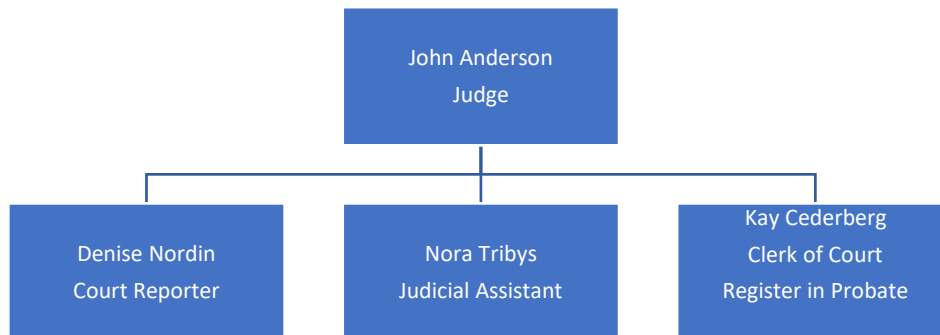 John Anderson
Judge
Denise Nordin
Court Reporter
Nora Tribys
Judicial Assistant
Kay Cederberg
Clerk of Court
Register in Probate